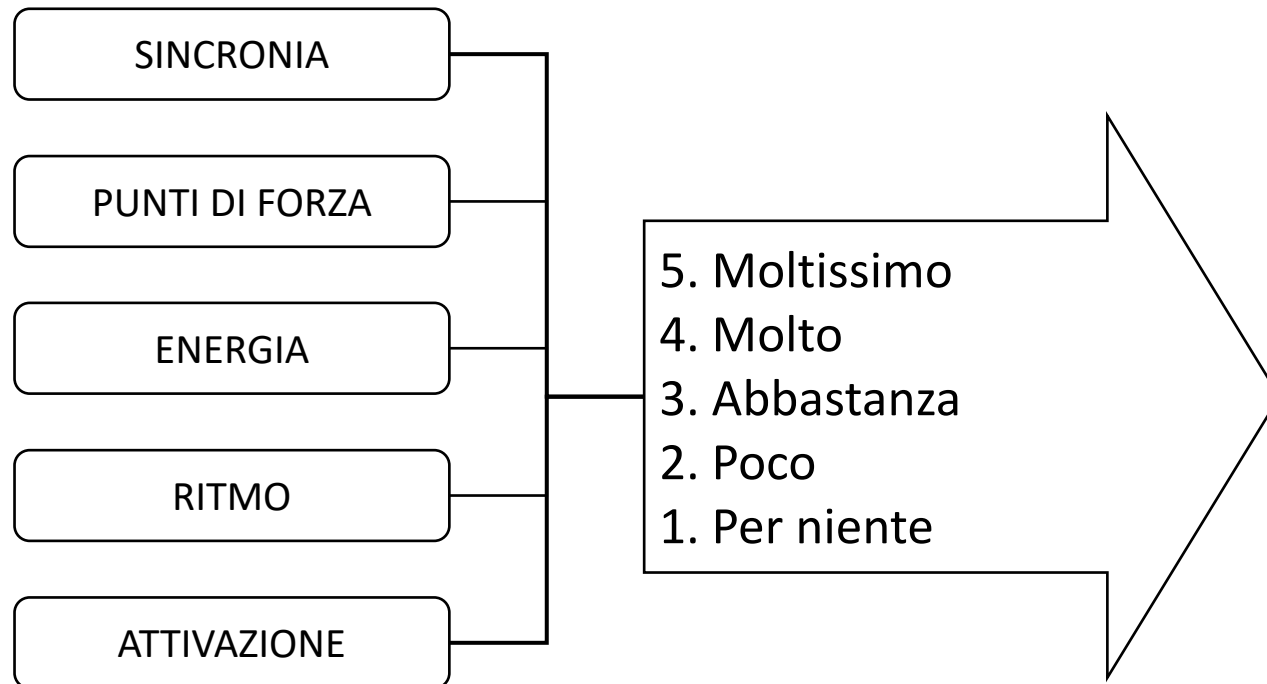 SINCRONIA
PUNTI DI FORZA
ENERGIA
RITMO
ATTIVAZIONE
5. Moltissimo
4. Molto
3. Abbastanza
2. Poco
1. Per niente